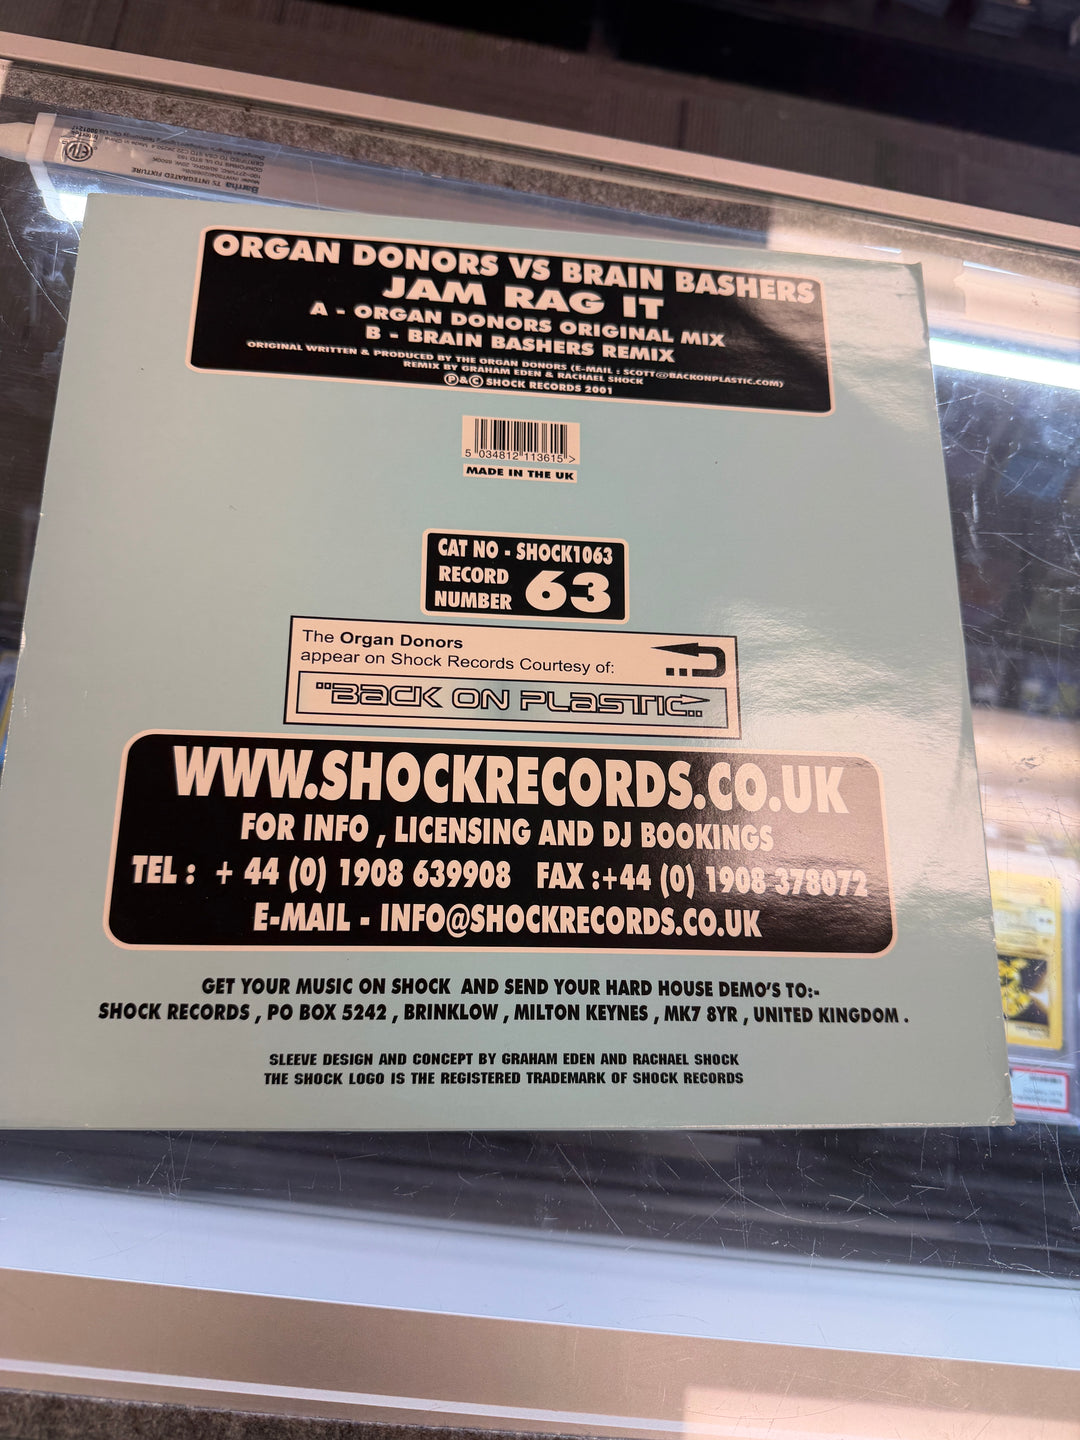 ORGAN DONORS VS BRAIN BASHERS
JAM RAG IT
A - ORGAN DONORS ORIGINAL MIX
B - BRAIN BASHERS REMIX
ORIGINAL WRITTEN & PRODUCED BY THE ORGAN DONORS (E-MAIL : SCOTT@BACKONPLASTIC.COM)
REMIX BY GRAHAM EDEN & RACHAEL SHOCK
Ⓟ&© SHOCK RECORDS 2001
5 034812 113615 >
MADE IN THE UK
CAT NO - SHOCK1063
RECORD NUMBER 63
The Organ Donors
appear on Shock Records Courtesy of:
..BACK ON PLASTIC..
WWW.SHOCKRECORDS.CO.UK
FOR INFO , LICENSING AND DJ BOOKINGS
TEL : + 44 (0) 1908 639908 FAX :+44 (0) 1908 378072
E-MAIL - INFO@SHOCKRECORDS.CO.UK
GET YOUR MUSIC ON SHOCK AND SEND YOUR HARD HOUSE DEMO'S TO:-
SHOCK RECORDS , PO BOX 5242 , BRINKLOW , MILTON KEYNES , MK7 8YR , UNITED KINGDOM .
SLEEVE DESIGN AND CONCEPT BY GRAHAM EDEN AND RACHAEL SHOCK
THE SHOCK LOGO IS THE REGISTERED TRADEMARK OF SHOCK RECORDS
Barrina T5 INTEGRATED FIXTURE